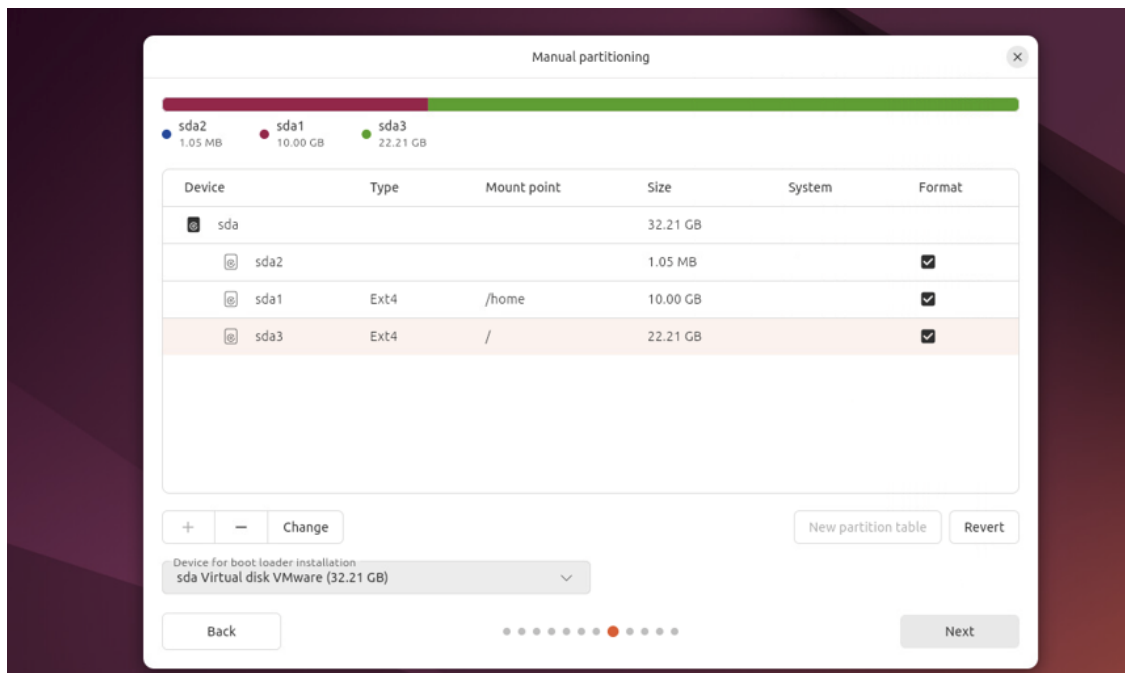 Manual partitioning
sda2 sda1 sda3
1.05 MB 10.00 GB 22.21 GB
Device Type Mount point Size System Format
sda 32.21 GB
sda2 1.05 MB
sda1 Ext4 /home 10.00 GB
sda3 Ext4 / 22.21 GB
+ − Change New partition table Revert
Device for boot loader installation
sda Virtual disk VMware (32.21 GB)
Back Next